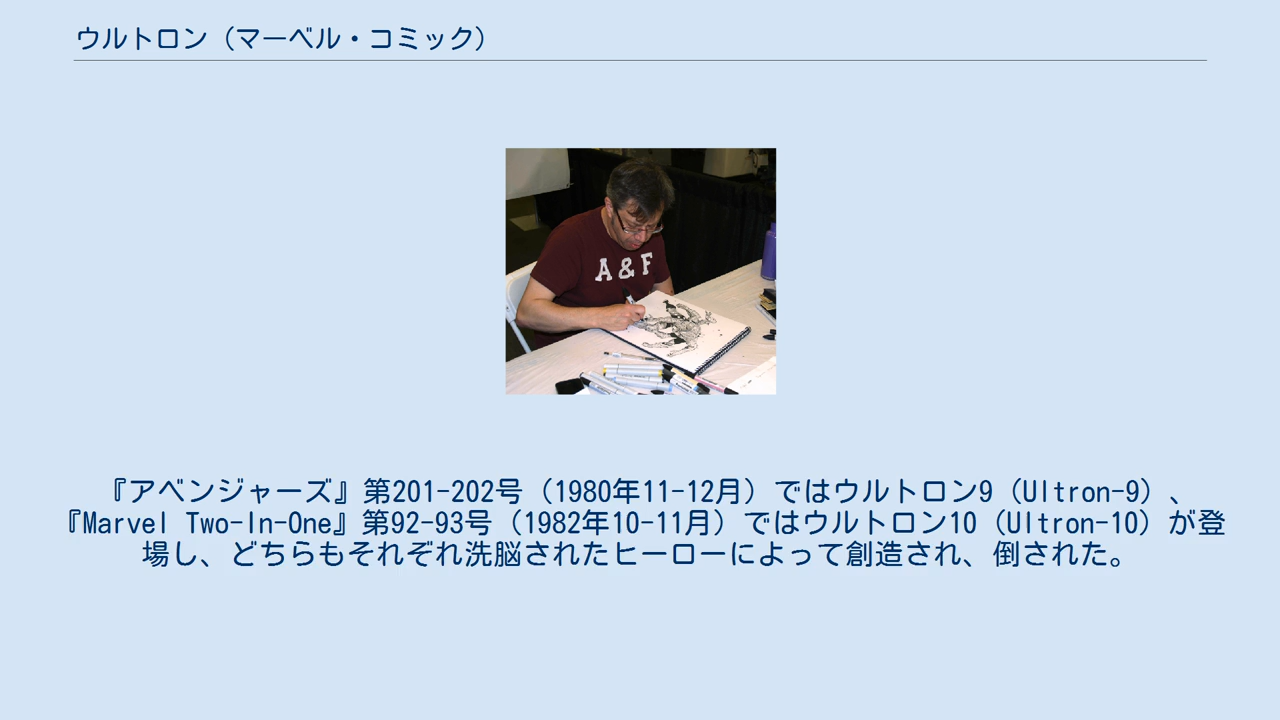 ウルトロン（マーベル・コミック）
A & F
『アベンジャーズ』第201-202号（1980年11-12月）ではウルトロン9（Ultron-9）、
『Marvel Two-In-One』第92-93号（1982年10-11月）ではウルトロン10（Ultron-10）が登
場し、どちらもそれぞれ洗脳されたヒーローによって創造され、倒された。